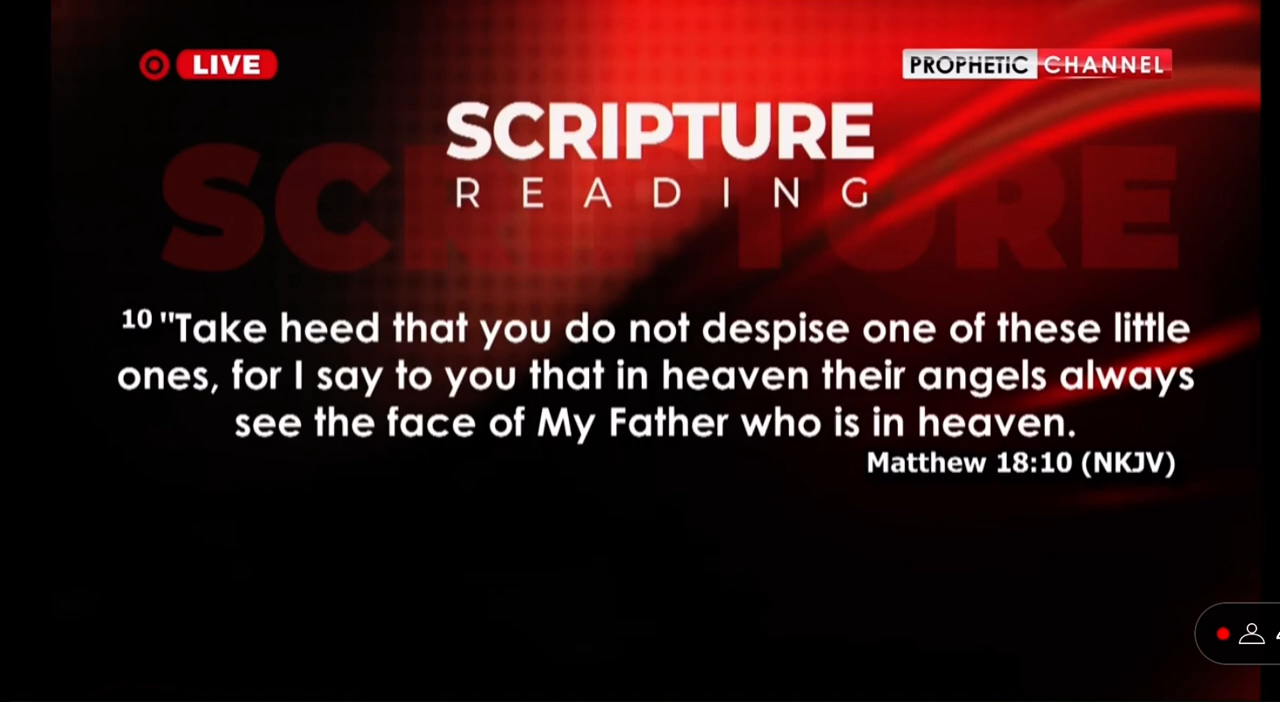 LIVE
PROPHETIC CHANNEL
SCRIPTURE
READING
SCRIPTURE
10 "Take heed that you do not despise one of these little
ones, for I say to you that in heaven their angels always
see the face of My Father who is in heaven.
Matthew 18:10 (NKJV)